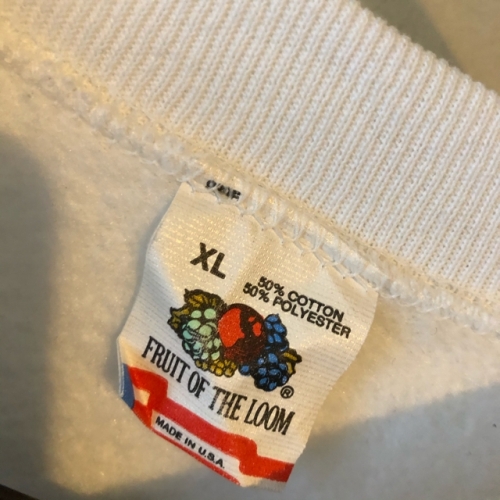 XL
50% COTTON
50% POLYESTER
FRUIT OF THE LOOM
®
MADE IN U.S.A.